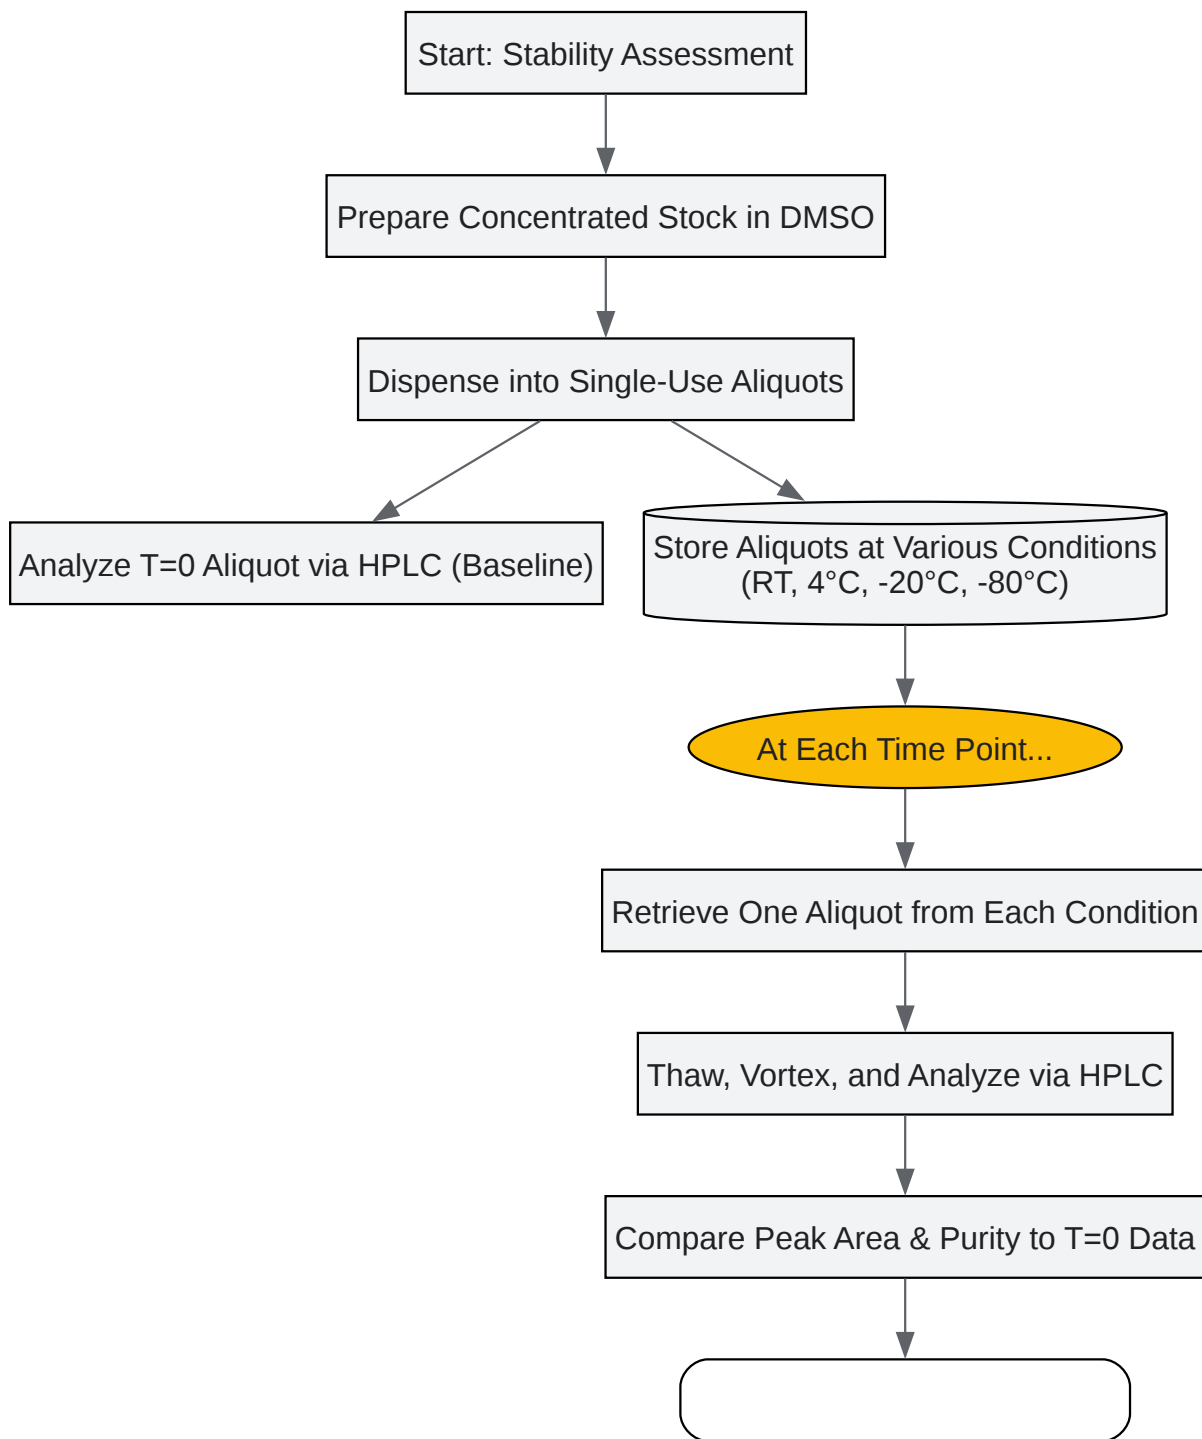 Start: Stability Assessment
Prepare Concentrated Stock in DMSO
Dispense into Single-Use Aliquots
Analyze T=0 Aliquot via HPLC (Baseline)
Store Aliquots at Various Conditions
(RT, 4°C, -20°C, -80°C)
At Each Time Point...
Retrieve One Aliquot from Each Condition
Thaw, Vortex, and Analyze via HPLC
Compare Peak Area & Purity to T=0 Data